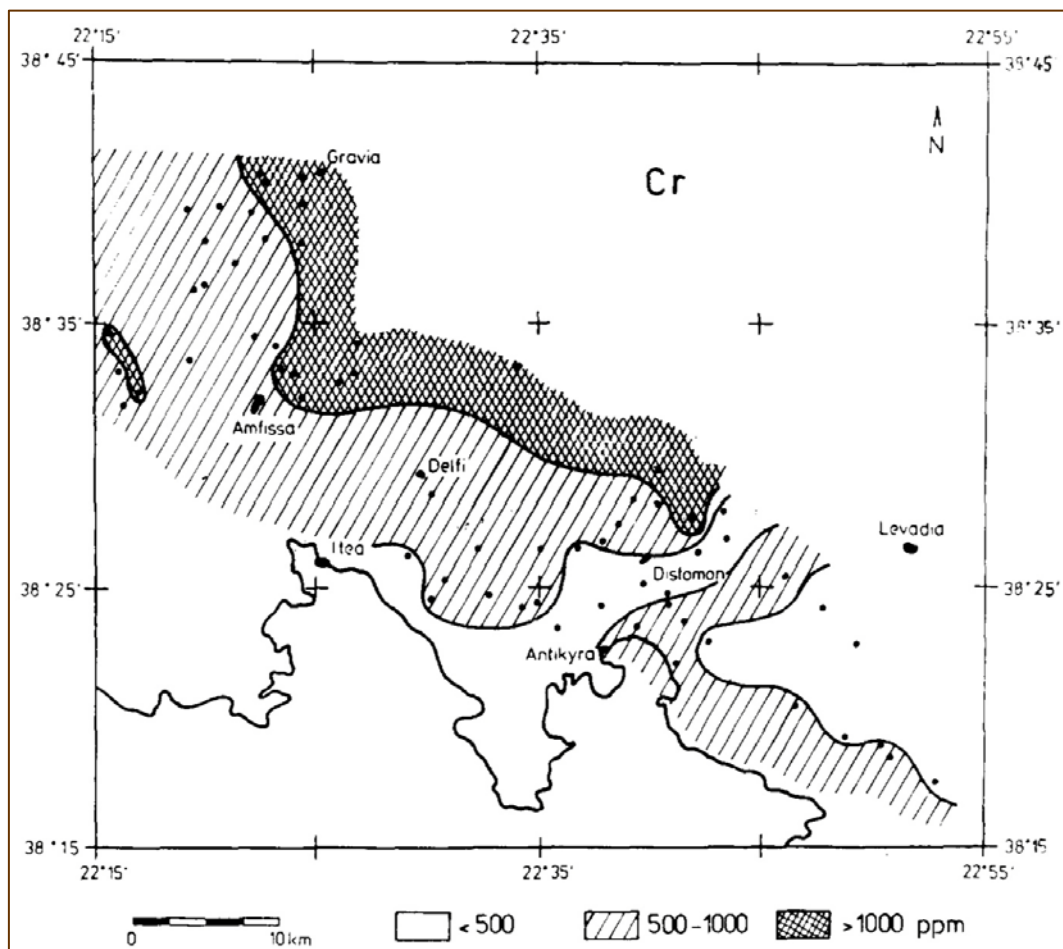 22°15' 22°35' 22°55'
38°45' 38°45'
N
Gravia
Cr
38°35' 38°35'
Amfissa
Delfi
Levadia
Itea
Distomon
38°25' 38°25'
Antikyra
38°15' 38°15'
22°15' 22°35' 22°55'
0 10 km
< 500 500-1000 >1000 ppm